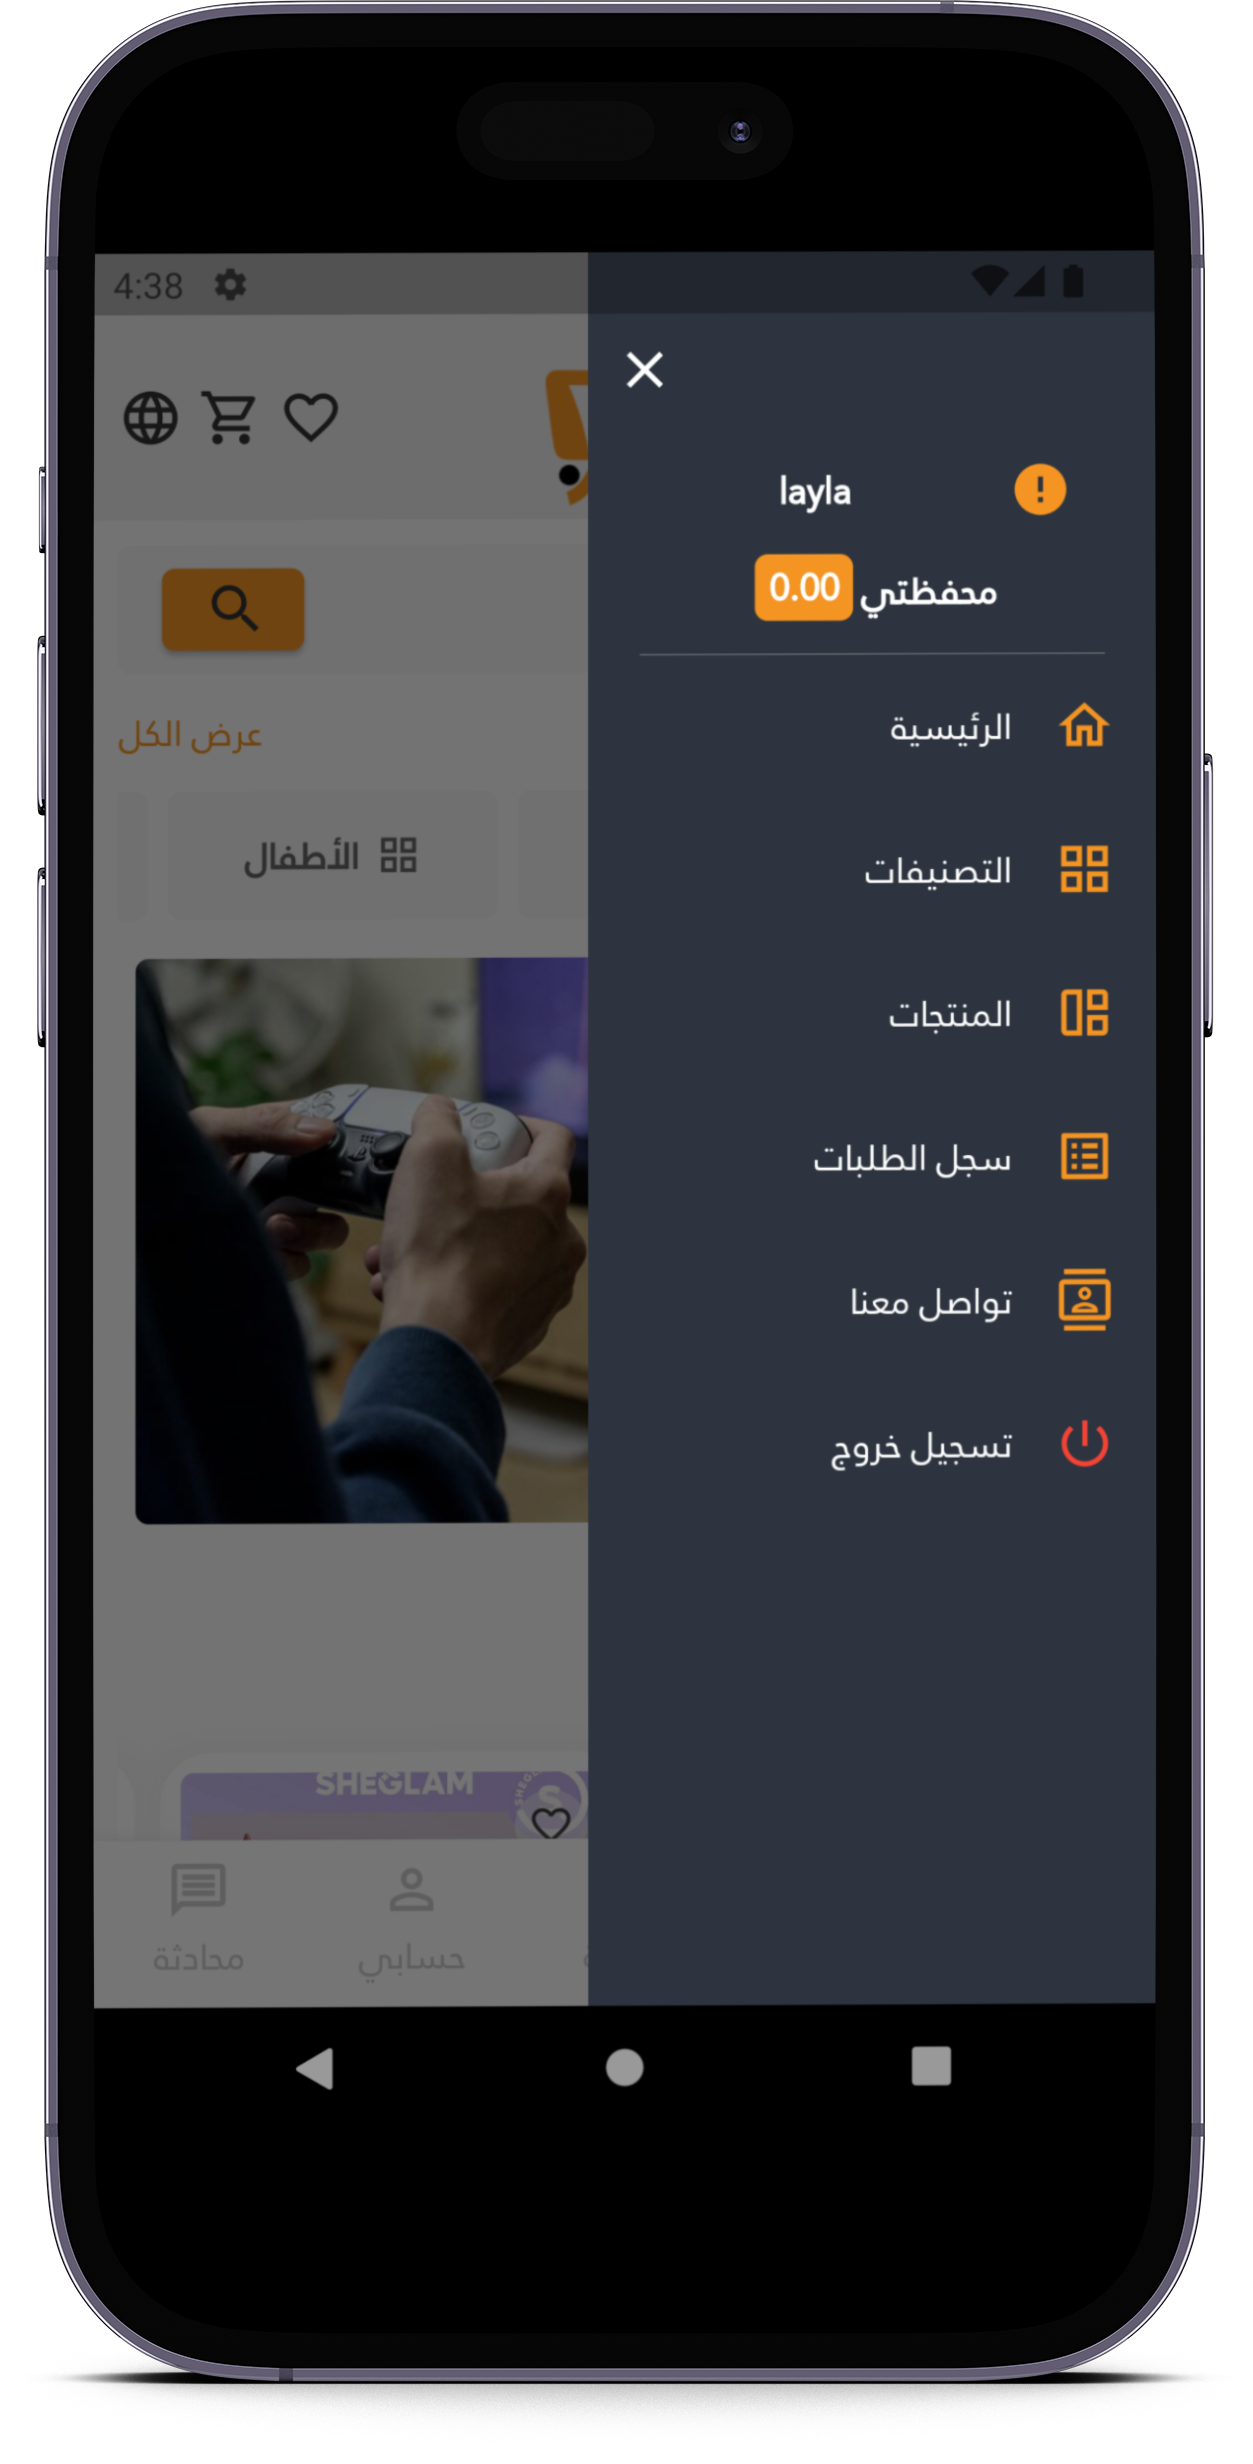 4:38
layla
محفظتي 0.00
عرض الكل
الرئيسية
الأطفال
التصنيفات
المنتجات
سجل الطلبات
تواصل معنا
تسجيل خروج
SHEGLAM
S
حسابي
محادثة